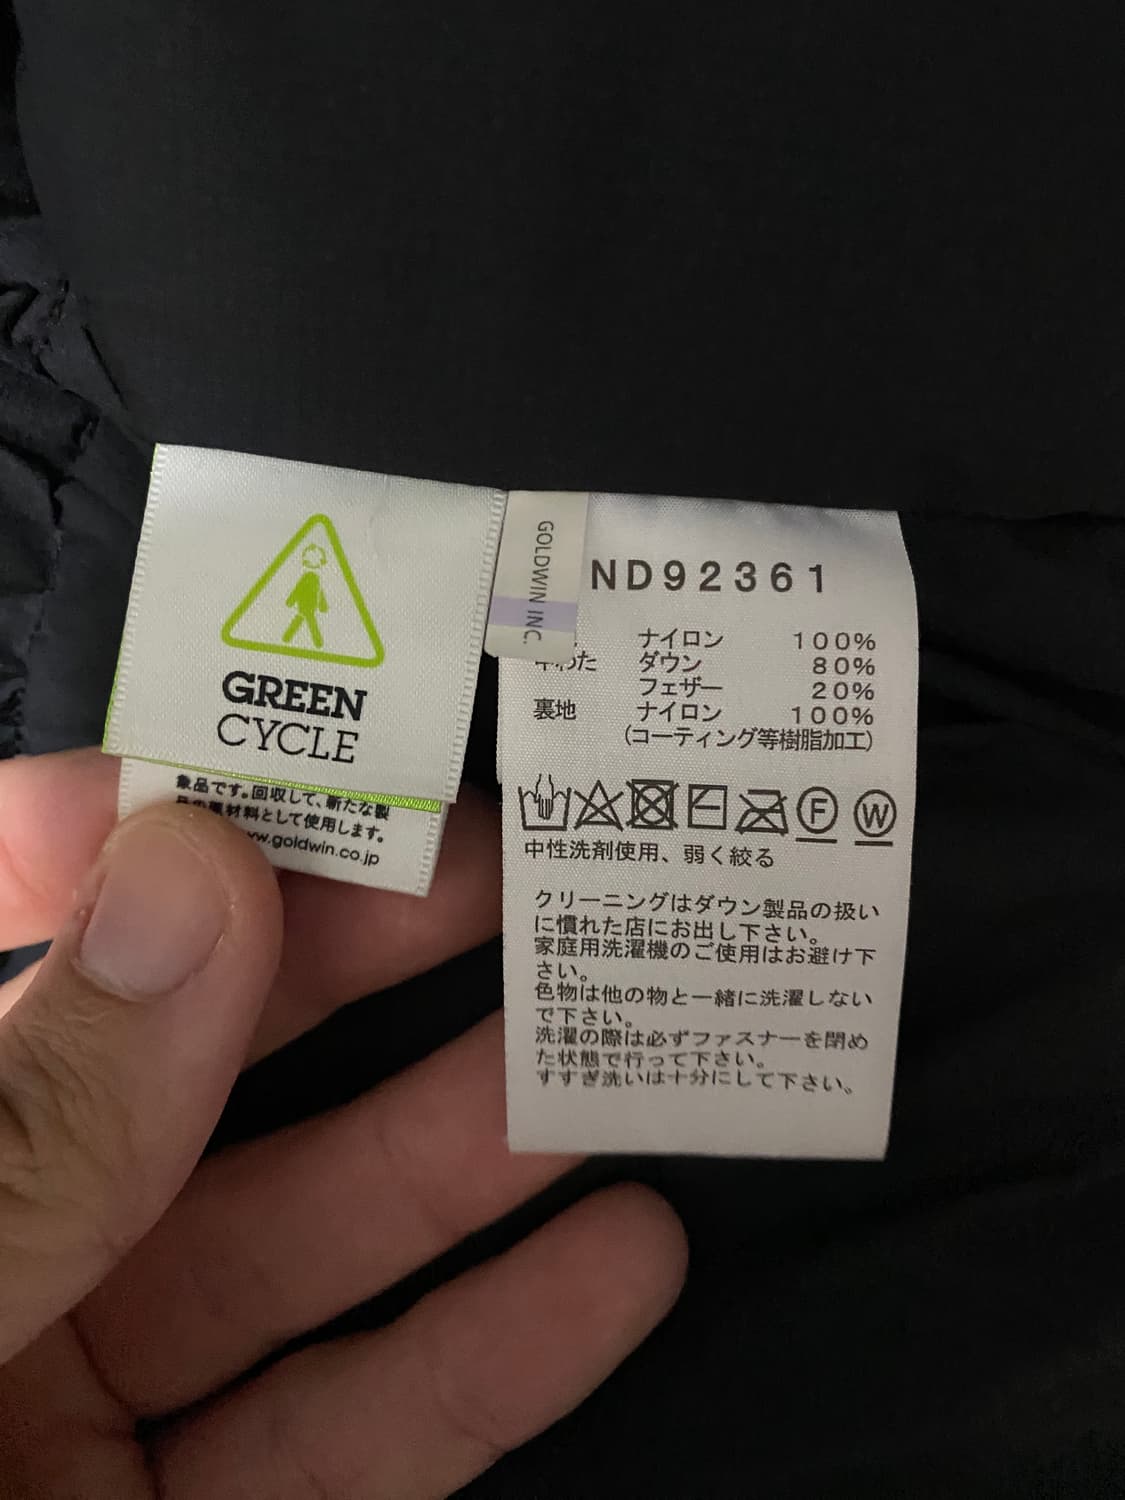 GREEN
CYCLE
象品です。回収して、新たな製
品の原材料として使用します。
goldwin.co.jp
GOLDWIN INC.
ND92361
ナイロン 100%
中わた ダウン 80%
フェザー 20%
裏地 ナイロン 100%
(コーティング等樹脂加工)
F
W
中性洗剤使用、弱く絞る
クリーニングはダウン製品の扱い
に慣れた店にお出し下さい。
家庭用洗濯機のご使用はお避け下
さい。
色物は他の物と一緒に洗濯しない
で下さい。
洗濯の際は必ずファスナーを閉め
た状態で行って下さい。
すすぎ洗いは十分にして下さい。